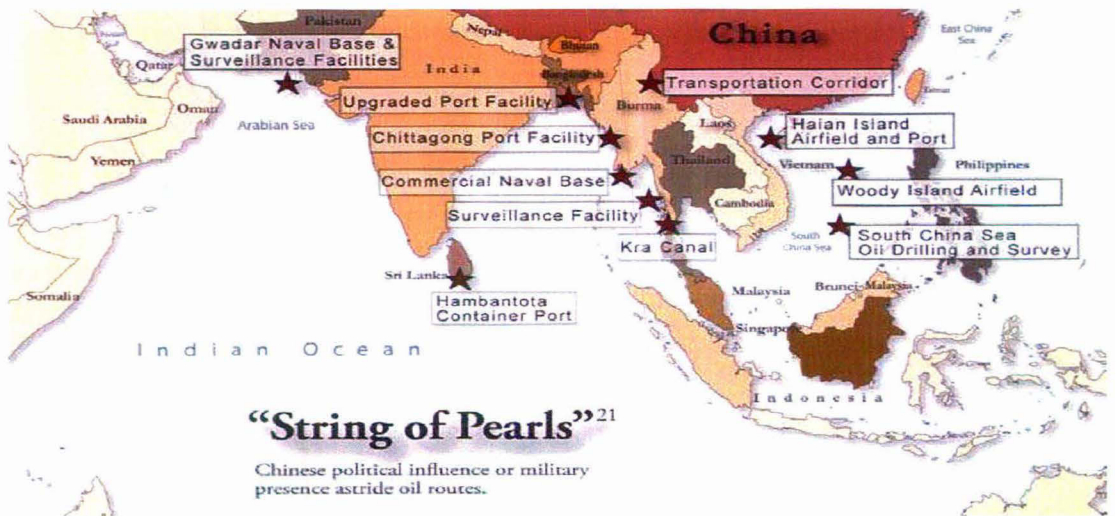 Pakistan
Nepal
Bhutan
China
East China
Sea
Gwadar Naval Base &
Surveillance Facilities
Qatar
India
Bangladesh
Transportation Corridor
Upgraded Port Facility
Burma
Oman
Saudi Arabia
Arabian Sea
Laos
Haian Island
Airfield and Port
Chittagong Port Facility
Yemen
Thailand
Vietnam
Philippines
Commercial Naval Base
Woody Island Airfield
Cambodia
Surveillance Facility
Kra Canal
South
China Sea
South China Sea
Oil Drilling and Survey
Sri Lanka
Somalia
Hambantota
Container Port
Malaysia
Brunei
Malaysia
Indian Ocean
Indonesia
“String of Pearls”21
Chinese political influence or military
presence astride oil routes.